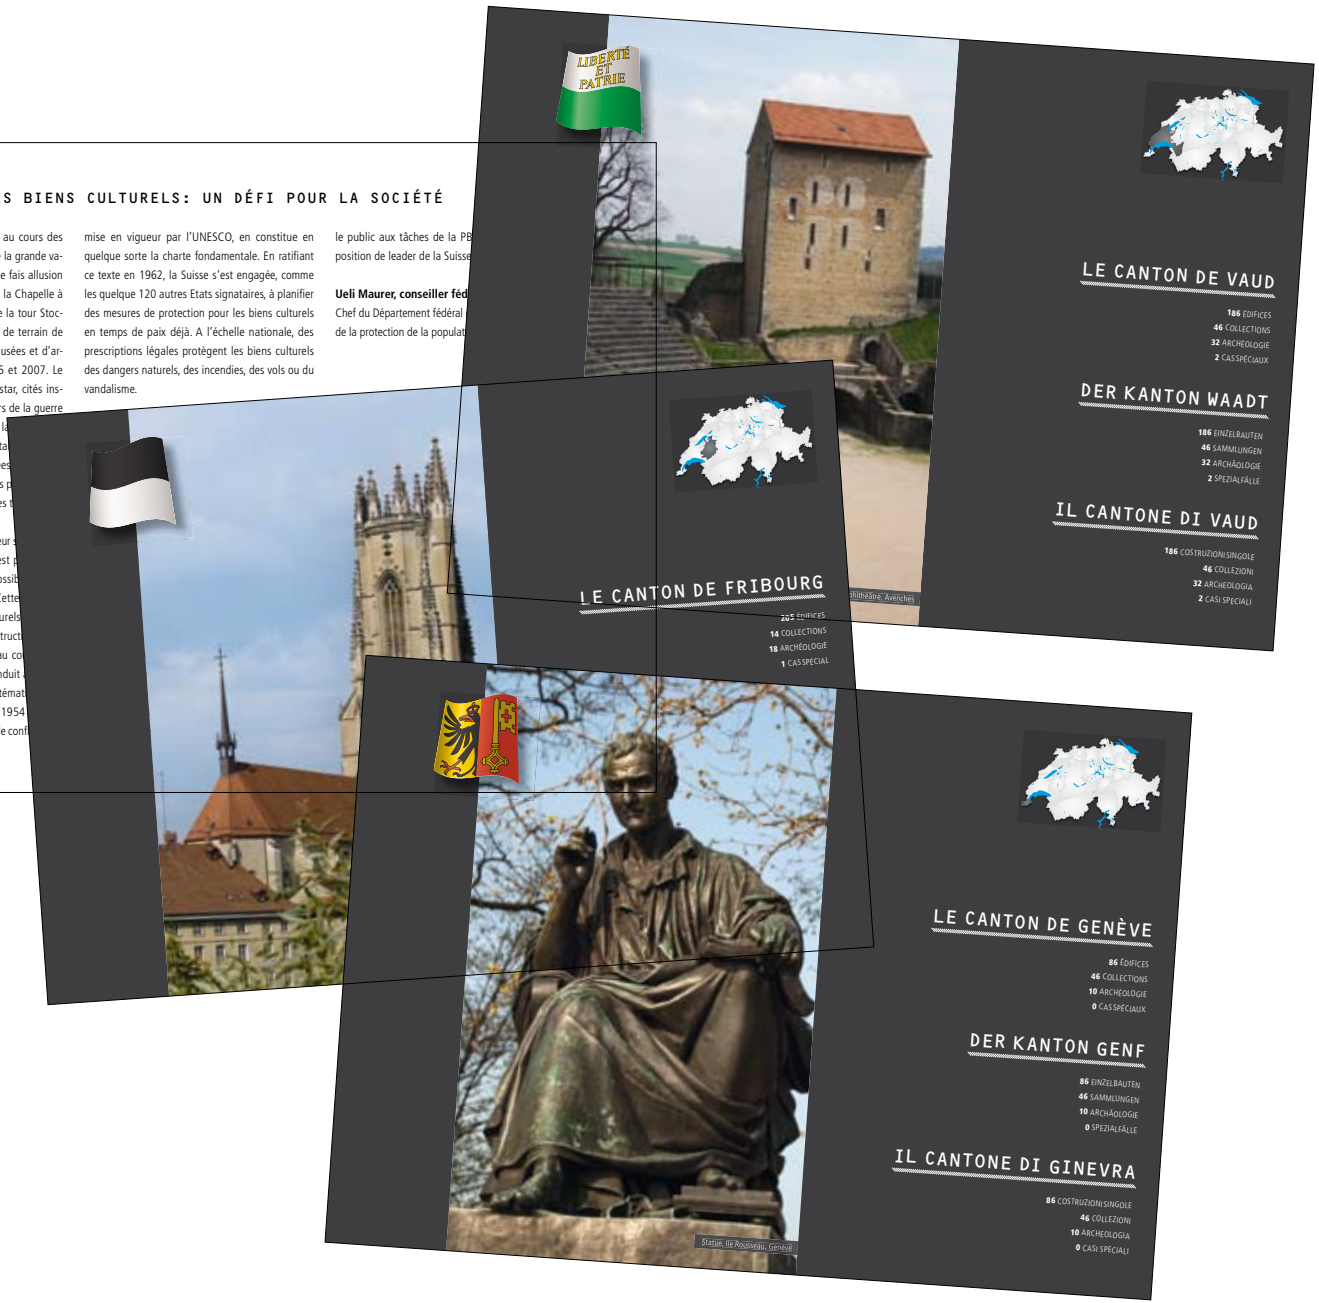 S BIENS CULTURELS: UN DÉFI POUR LA SOCIÉTÉ
au cours des
la grande va-
e fais allusion
la Chapelle à
la tour Stoc-
de terrain de
usées et d'ar-
5 et 2007. Le
star, cités ins-
rs de la guerre
mise en vigueur par l'UNESCO, en constitue en
quelque sorte la charte fondamentale. En ratifiant
ce texte en 1962, la Suisse s'est engagée, comme
les quelque 120 autres Etats signataires, à planifier
des mesures de protection pour les biens culturels
en temps de paix déjà. A l'échelle nationale, des
prescriptions légales protègent les biens culturels
des dangers naturels, des incendies, des vols ou du
vandalisme.
le public aux tâches de la PB
position de leader de la Suisse
Ueli Maurer, conseiller féd
Chef du Département fédéral
de la protection de la populat
LIBERTÉ
ET
PATRIE
LE CANTON DE VAUD
186 ÉDIFICES
46 COLLECTIONS
32 ARCHÉOLOGIE
2 CAS SPÉCIAUX
DER KANTON WAADT
186 EINZELBAUTEN
46 SAMMLUNGEN
32 ARCHÄOLOGIE
2 SPEZIALFÄLLE
IL CANTONE DI VAUD
186 COSTRUZIONI SINGOLE
46 COLLEZIONI
32 ARCHEOLOGIA
2 CASI SPECIALI
phithéâtre, Avenches
LE CANTON DE FRIBOURG
205 ÉDIFICES
14 COLLECTIONS
18 ARCHÉOLOGIE
1 CAS SPÉCIAL
LE CANTON DE GENÈVE
86 ÉDIFICES
46 COLLECTIONS
10 ARCHÉOLOGIE
0 CAS SPÉCIAUX
DER KANTON GENF
86 EINZELBAUTEN
46 SAMMLUNGEN
10 ARCHÄOLOGIE
0 SPEZIALFÄLLE
IL CANTONE DI GINEVRA
86 COSTRUZIONI SINGOLE
46 COLLEZIONI
10 ARCHEOLOGIA
0 CASI SPECIALI
Statue, Ile Rousseau, Genève